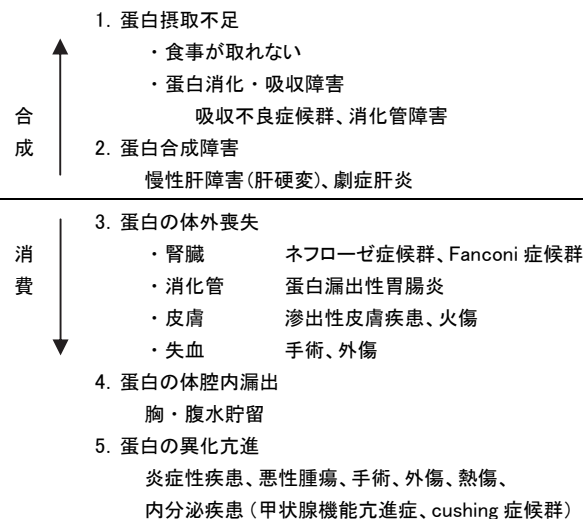 1. 蛋白摂取不足
・食事が取れない
・蛋白消化・吸収障害
吸収不良症候群、消化管障害
合成
2. 蛋白合成障害
慢性肝障害（肝硬変）、劇症肝炎
3. 蛋白の体外喪失
消費
・腎臓 ネフローゼ症候群、Fanconi 症候群
・消化管 蛋白漏出性胃腸炎
・皮膚 滲出性皮膚疾患、火傷
・失血 手術、外傷
4. 蛋白の体腔内漏出
胸・腹水貯留
5. 蛋白の異化亢進
炎症性疾患、悪性腫瘍、手術、外傷、熱傷、
内分泌疾患（甲状腺機能亢進症、cushing 症候群）